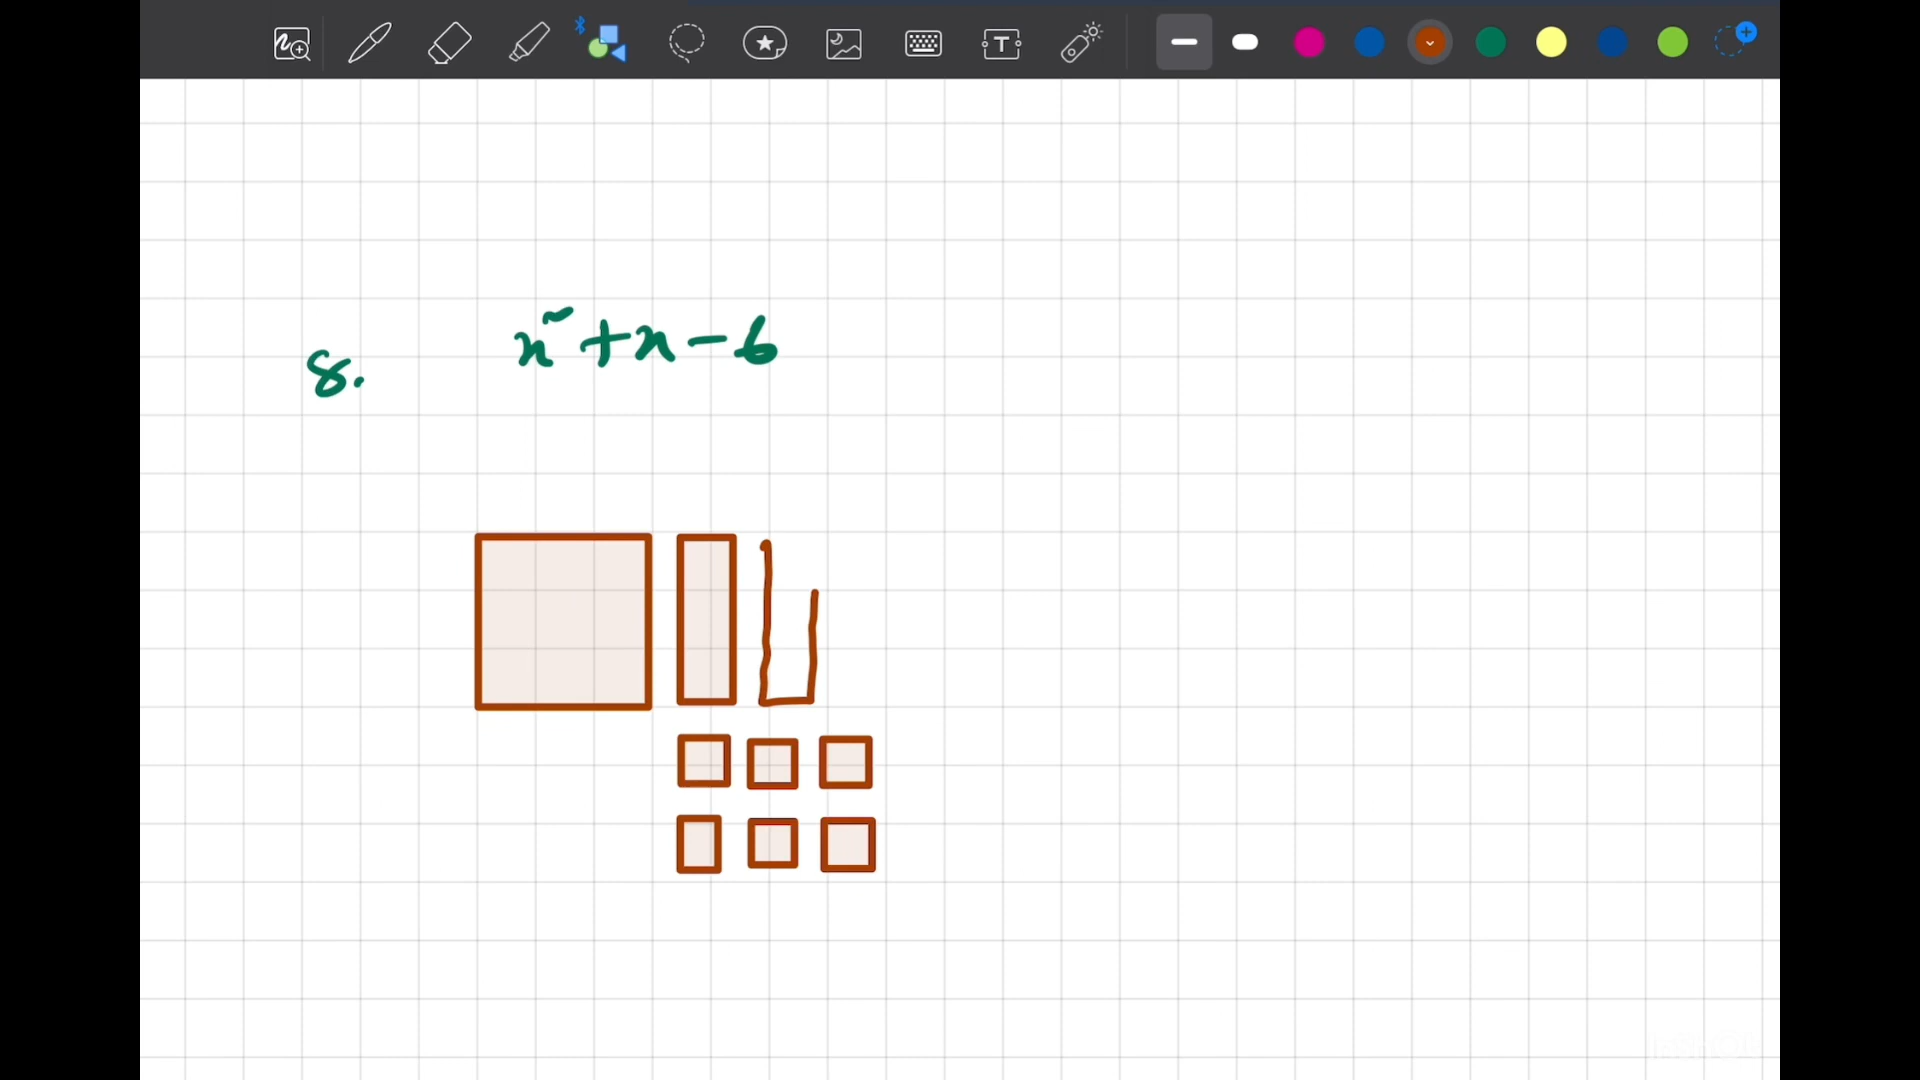 8. x² + x - 6